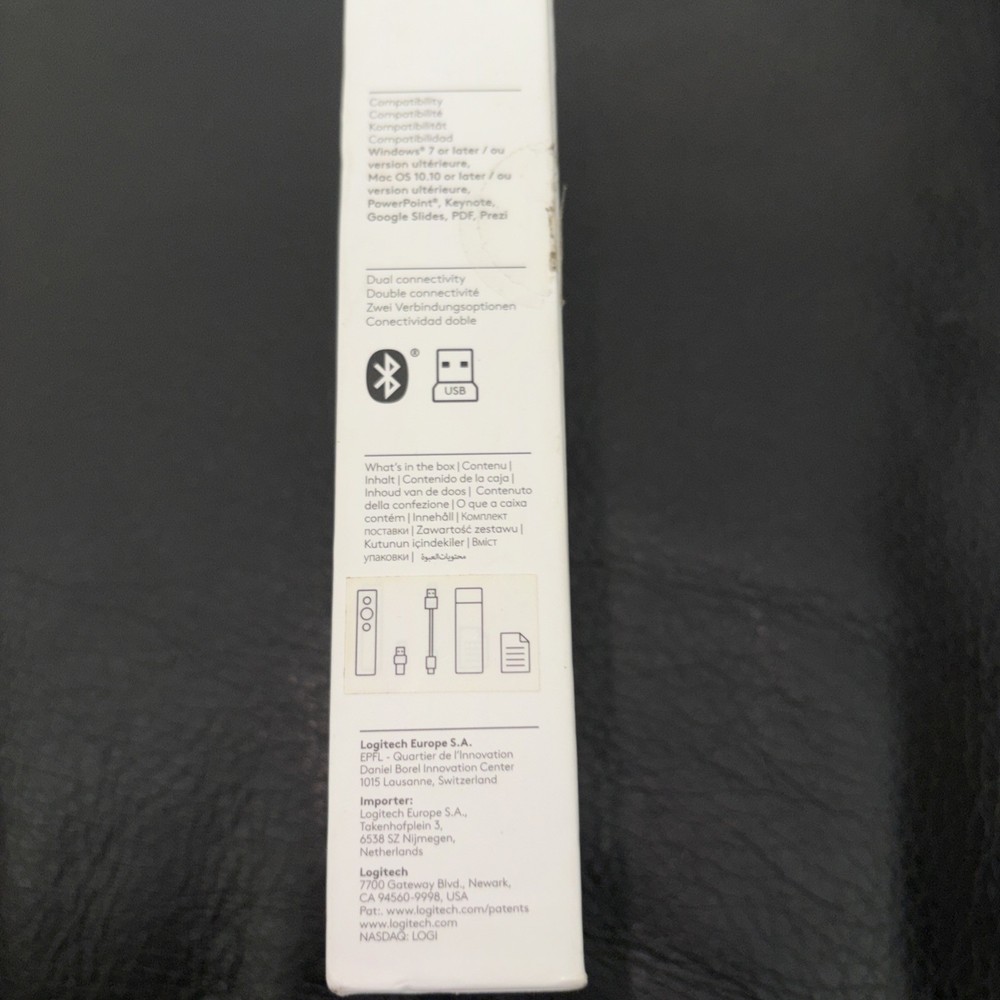 Compatibility
Compatibilité
Kompatibilität
Compatibilidad
Windows® 7 or later / ou
version ultérieure,
Mac OS 10.10 or later / ou
version ultérieure,
PowerPoint®, Keynote,
Google Slides, PDF, Prezi
Dual connectivity
Double connectivité
Zwei Verbindungsoptionen
Conectividad doble
®
USB
What's in the box | Contenu |
Inhalt | Contenido de la caja |
Inhoud van de doos | Contenuto
della confezione | O que a caixa
contém | Innehåll | Комплект
поставки | Zawartość zestawu |
Kutunun içindekiler | Вміст
упаковки | محتويات العبوة
Logitech Europe S.A.
EPFL - Quartier de l'Innovation
Daniel Borel Innovation Center
1015 Lausanne, Switzerland
Importer:
Logitech Europe S.A.,
Takenhofplein 3,
6538 SZ Nijmegen,
Netherlands
Logitech
7700 Gateway Blvd., Newark,
CA 94560-9998, USA
Pat:. www.logitech.com/patents
www.logitech.com
NASDAQ: LOGI